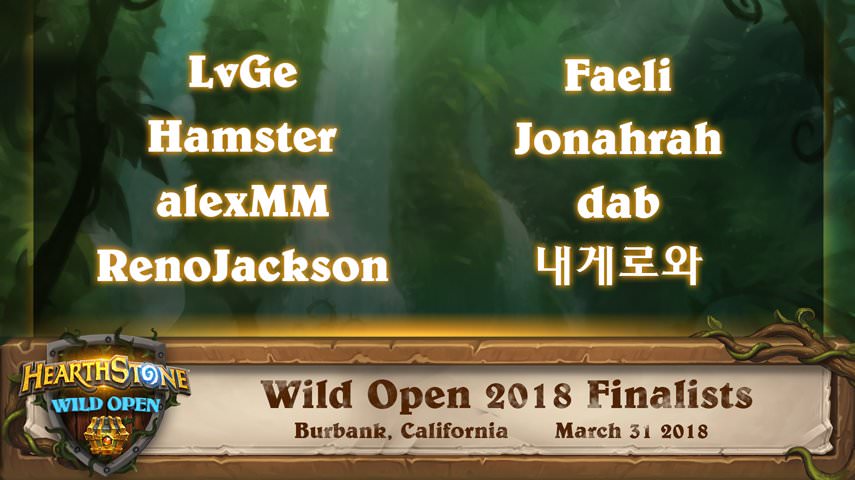 LvGe
Hamster
alexMM
RenoJackson
Faeli
Jonahrah
dab
내게로와
HEARTHSTONE
WILD OPEN
Wild Open 2018 Finalists
Burbank, California March 31 2018